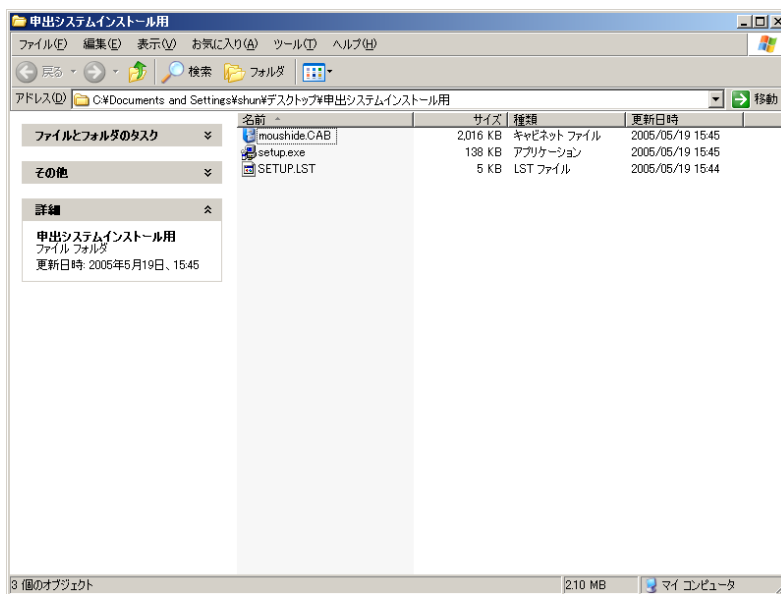 申出システムインストール用
ファイル(F) 編集(E) 表示(V) お気に入り(A) ツール(T) ヘルプ(H)
戻る 検索 フォルダ
アドレス(D) C:¥Documents and Settings¥shun¥デスクトップ¥申出システムインストール用 移動
名前 サイズ 種類 更新日時
moushide.CAB 2,016 KB キャビネット ファイル 2005/05/19 15:45
setup.exe 138 KB アプリケーション 2005/05/19 15:45
SETUP.LST 5 KB LST ファイル 2005/05/19 15:44
ファイルとフォルダのタスク
その他
詳細
申出システムインストール用
ファイル フォルダ
更新日時: 2005年5月19日、15:45
3 個のオブジェクト 2.10 MB マイ コンピュータ